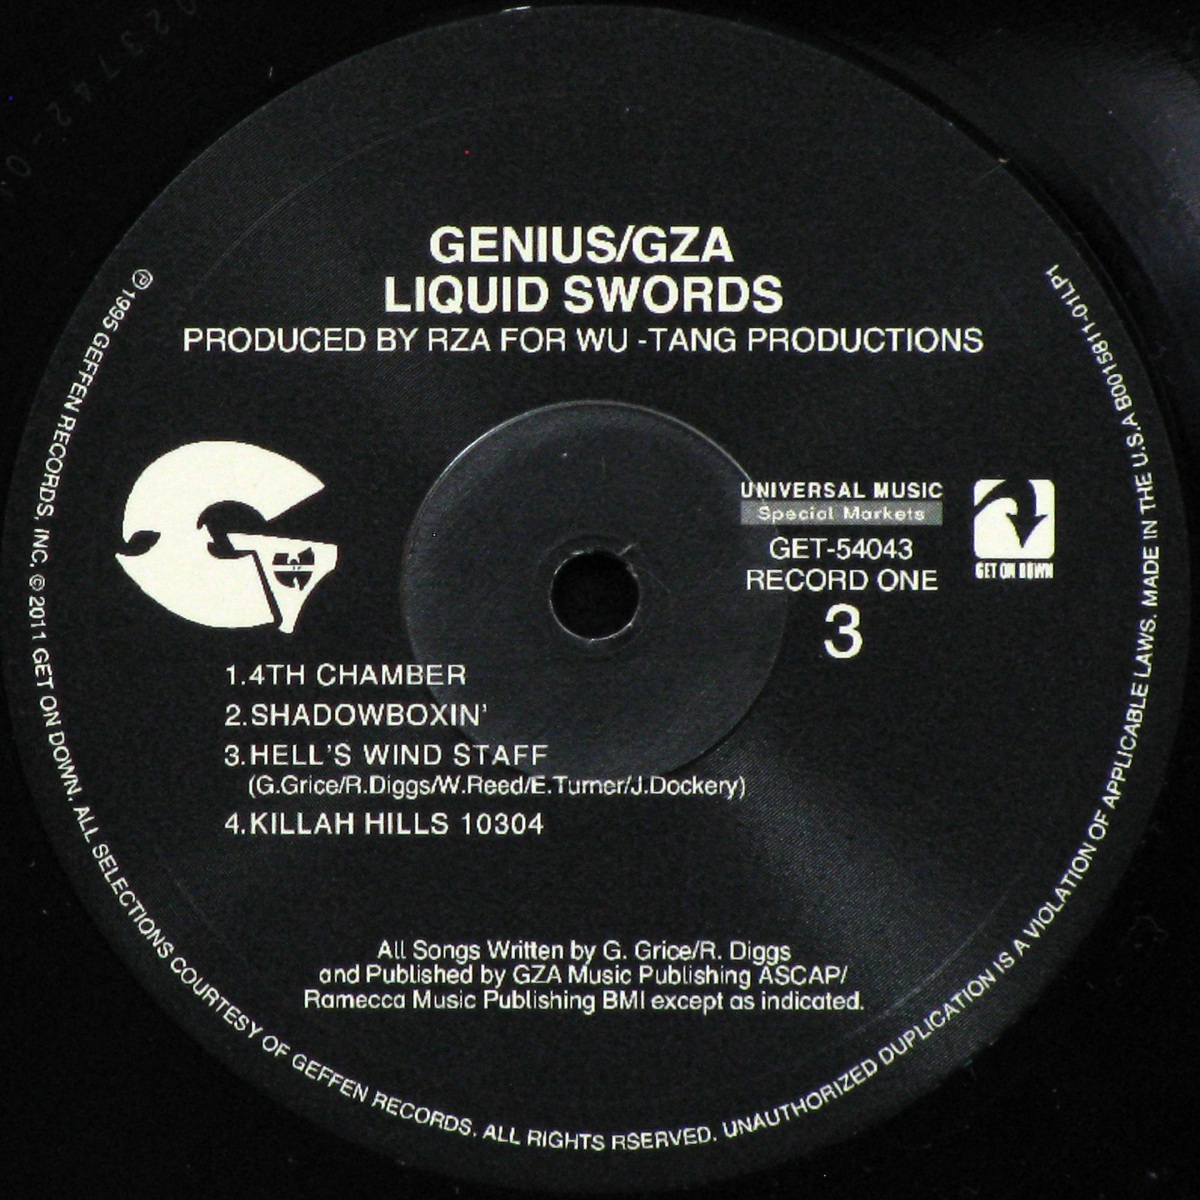 GENIUS/GZA
LIQUID SWORDS
PRODUCED BY RZA FOR WU -TANG PRODUCTIONS
UNIVERSAL MUSIC
Special Markets
GET-54043
RECORD ONE
3
GET ON DOWN
1.4TH CHAMBER
2.SHADOWBOXIN'
3.HELL'S WIND STAFF
(G.Grice/R.Diggs/W.Reed/E.Turner/J.Dockery)
4.KILLAH HILLS 10304
All Songs Written by G. Grice/R. Diggs
and Published by GZA Music Publishing ASCAP/
Ramecca Music Publishing BMI except as indicated.
℗ 1995 GEFFEN RECORDS, INC. © 2011 GET ON DOWN. ALL SELECTIONS COURTESY OF GEFFEN RECORDS. ALL RIGHTS RSERVED. UNAUTHORIZED DUPLICATION IS A VIOLATION OF APPLICABLE LAWS. MADE IN THE U.S.A B0015811-01LP1